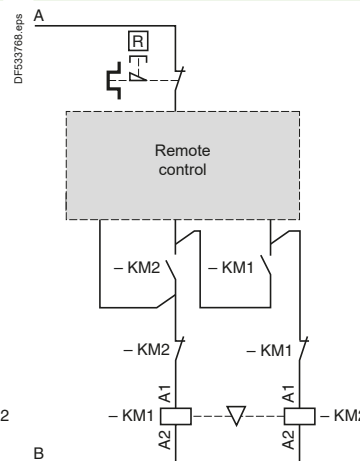 DF533768.eps
A
R
Remote
control
– KM2
– KM1
– KM2
– KM1
A1
A1
2
– KM1
– KM2
A2
A2
B